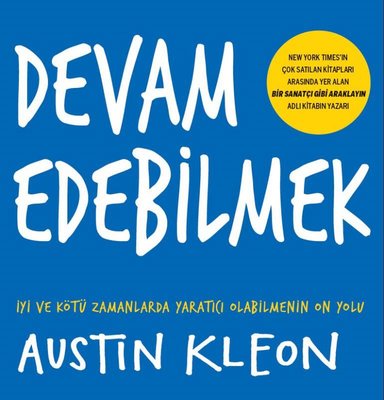 DEVAM
EDEBİLMEK
NEW YORK TIMES'IN
ÇOK SATILAN KİTAPLARI
ARASINDA YER ALAN
BİR SANATÇI GİBİ ARAKLAYIN
ADLI KİTABIN YAZARI
İYİ VE KÖTÜ ZAMANLARDA YARATICI OLABİLMENİN ON YOLU
AUSTIN KLEON